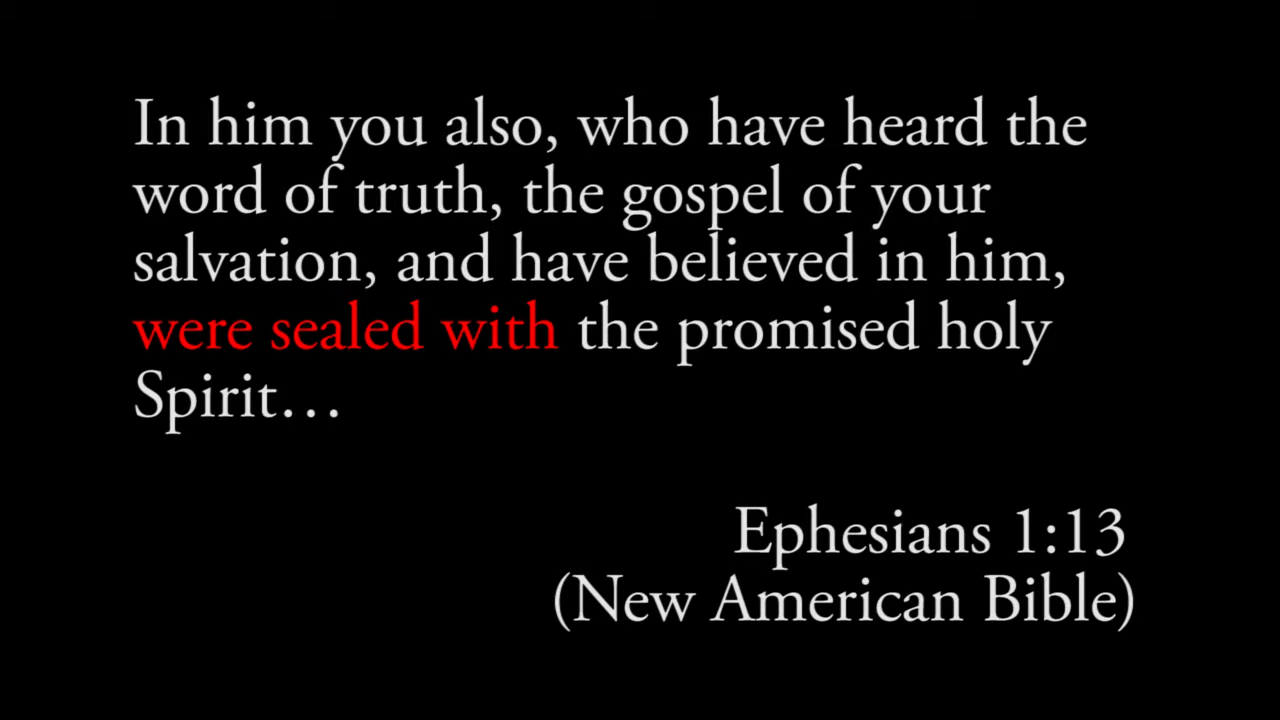 In him you also, who have heard the
word of truth, the gospel of your
salvation, and have believed in him,
were sealed with the promised holy
Spirit…
Ephesians 1:13
(New American Bible)